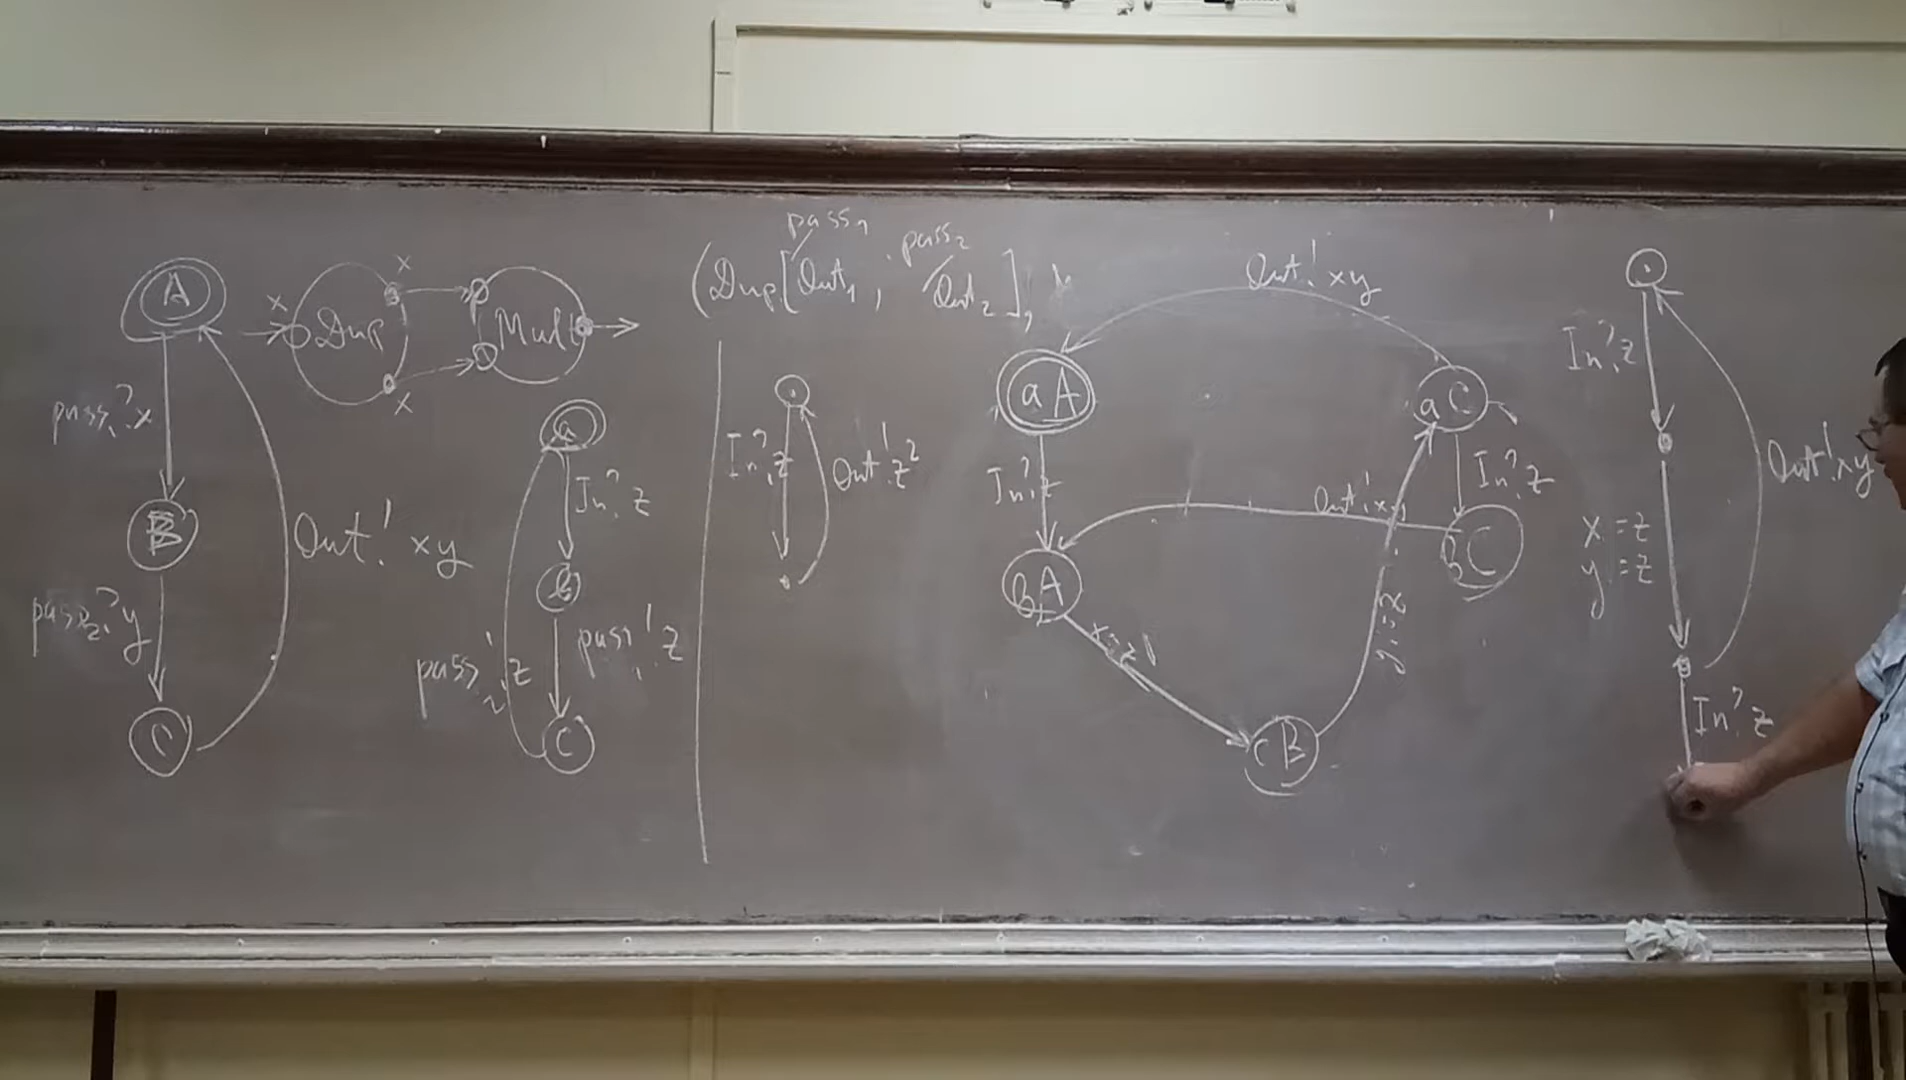 A
pass₁?x
B
pass₂?y
C
Out!xy
x
Dup
x
x
Mult
a
In?z
b
pass₁!z
pass₂!z
C
(Dup[pass₁/Out₁, pass₂/Out₂],
In?z
Out!z²
aA
In?z
bA
x:=z
cB
y:=z
aC
In?z
bC
Out!xy
Out!xy
In?z
x:=z
y:=z
Out!xy
In?z